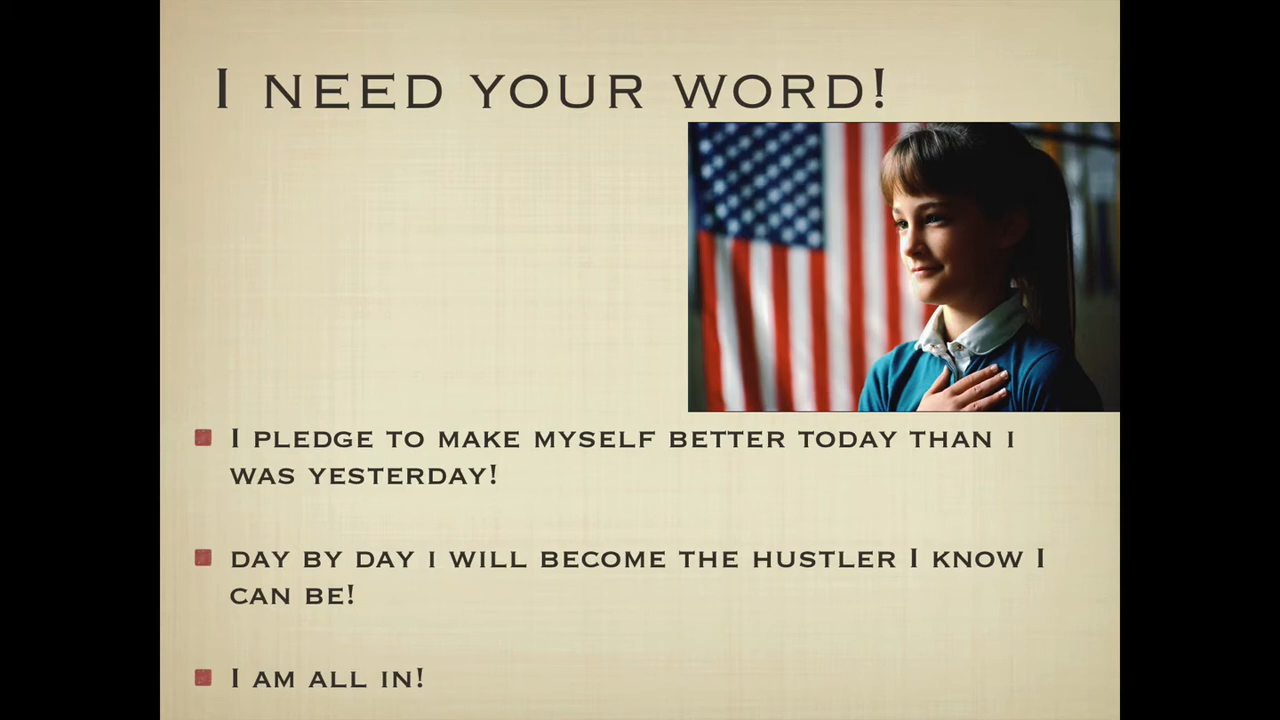 I NEED YOUR WORD!
I PLEDGE TO MAKE MYSELF BETTER TODAY THAN I
WAS YESTERDAY!
DAY BY DAY I WILL BECOME THE HUSTLER I KNOW I
CAN BE!
I AM ALL IN!